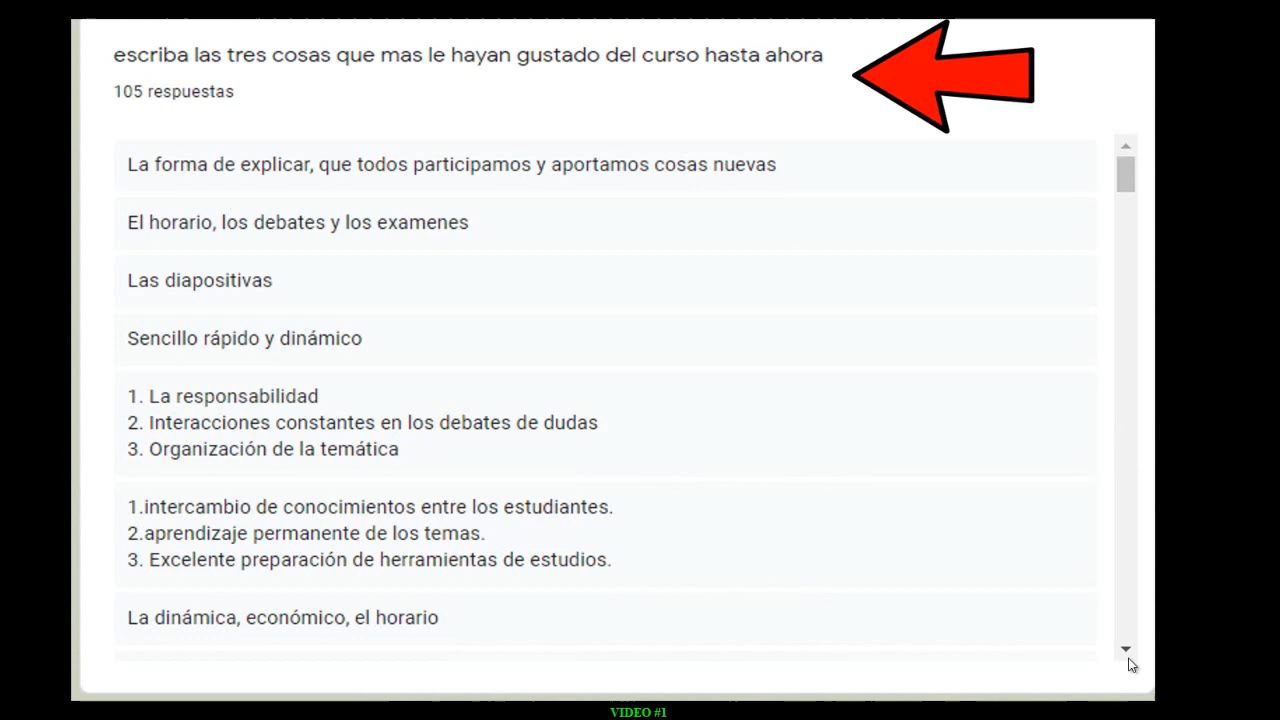 escriba las tres cosas que mas le hayan gustado del curso hasta ahora
105 respuestas
La forma de explicar, que todos participamos y aportamos cosas nuevas
El horario, los debates y los examenes
Las diapositivas
Sencillo rápido y dinámico
1. La responsabilidad
2. Interacciones constantes en los debates de dudas
3. Organización de la temática
1.intercambio de conocimientos entre los estudiantes.
2.aprendizaje permanente de los temas.
3. Excelente preparación de herramientas de estudios.
La dinámica, económico, el horario
VIDEO #1